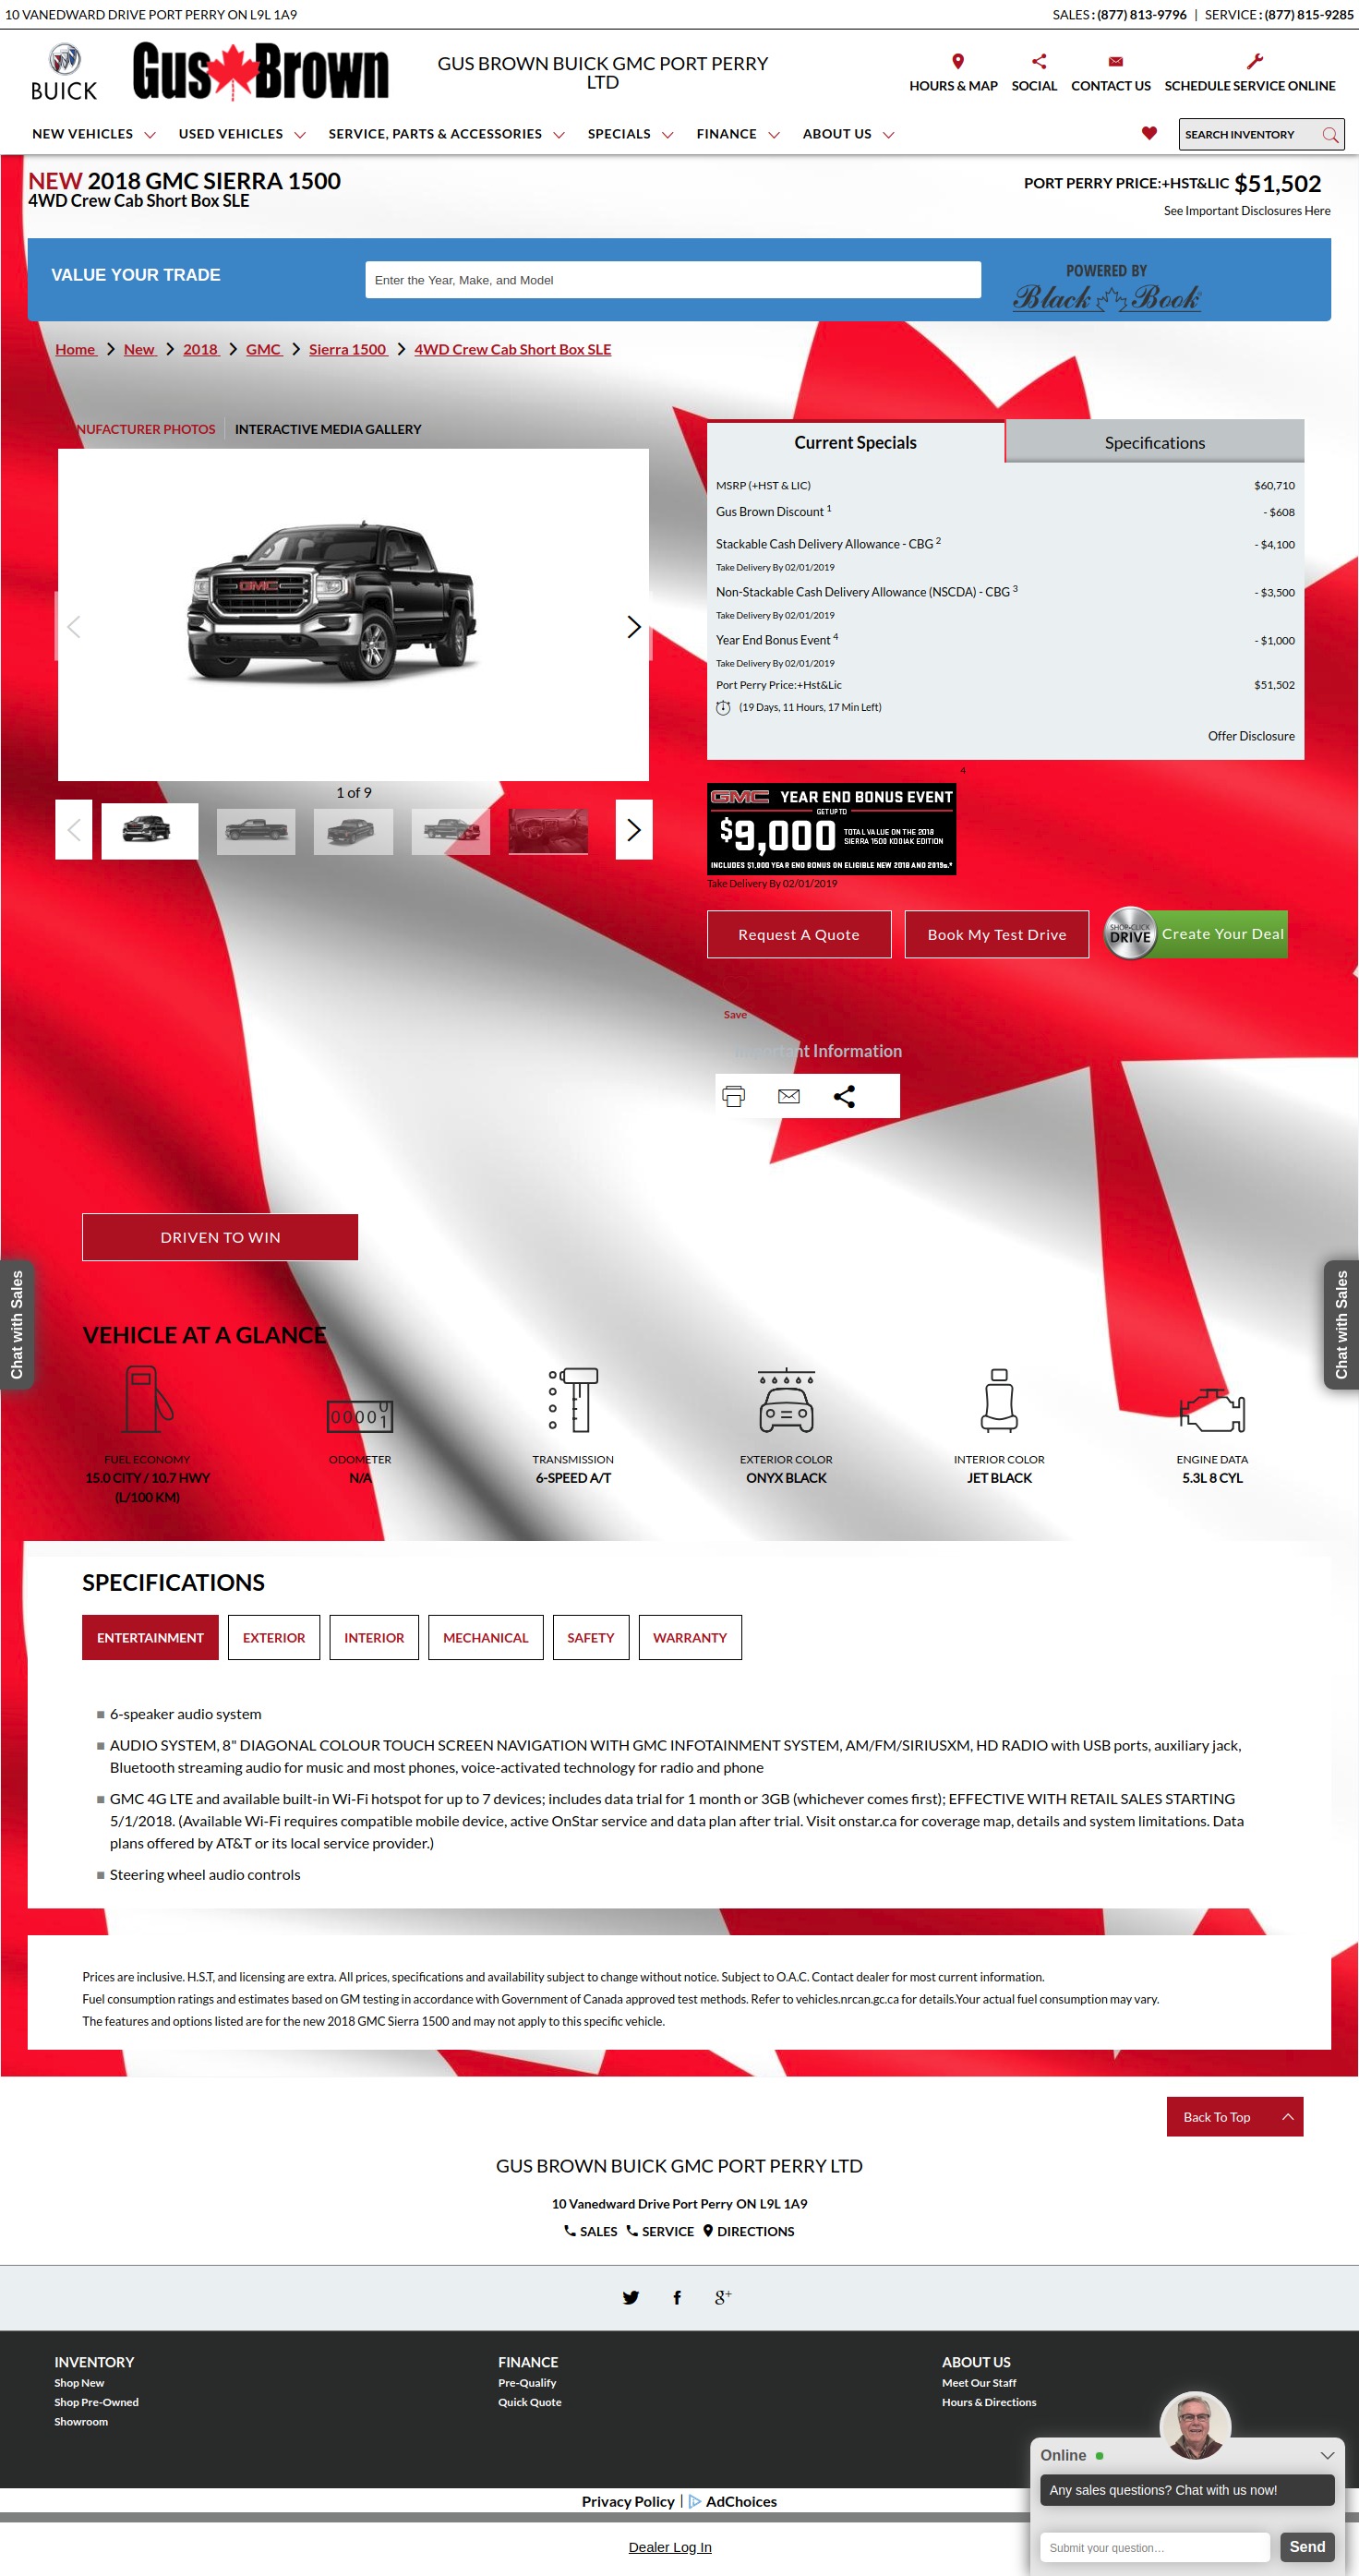 10 VANEDWARD DRIVE PORT PERRY ON L9L 1A9
SALES: (877) 813-9796 | SERVICE: (877) 815-9285
BUICK
Gus Brown
GUS BROWN BUICK GMC PORT PERRY
LTD
HOURS & MAP SOCIAL CONTACT US SCHEDULE SERVICE ONLINE
NEW VEHICLES USED VEHICLES SERVICE, PARTS & ACCESSORIES SPECIALS FINANCE ABOUT US
SEARCH INVENTORY
NEW 2018 GMC SIERRA 1500
4WD Crew Cab Short Box SLE
PORT PERRY PRICE:+HST&LIC $51,502
See Important Disclosures Here
VALUE YOUR TRADE
Enter the Year, Make, and Model
POWERED BY
Black Book
Home New 2018 GMC Sierra 1500 4WD Crew Cab Short Box SLE
NUFACTURER PHOTOS INTERACTIVE MEDIA GALLERY
1 of 9
Current Specials Specifications
MSRP (+HST & LIC) $60,710
Gus Brown Discount 1 - $608
Stackable Cash Delivery Allowance - CBG 2 - $4,100
Take Delivery By 02/01/2019
Non-Stackable Cash Delivery Allowance (NSCDA) - CBG 3 - $3,500
Take Delivery By 02/01/2019
Year End Bonus Event 4 - $1,000
Take Delivery By 02/01/2019
Port Perry Price:+Hst&Lic $51,502
(19 Days, 11 Hours, 17 Min Left)
Offer Disclosure
4
GMC YEAR END BONUS EVENT
GET UP TO
$9,000 TOTAL VALUE ON THE 2018
SIERRA 1500 KODIAK EDITION
INCLUDES $1,000 YEAR END BONUS ON ELIGIBLE NEW 2018 AND 2019s.*
Take Delivery By 02/01/2019
Request A Quote
Book My Test Drive
SHOP-CLICK
DRIVE
Create Your Deal
Save
Important Information
DRIVEN TO WIN
Chat with Sales
Chat with Sales
VEHICLE AT A GLANCE
00001
FUEL ECONOMY
15.0 CITY / 10.7 HWY
(L/100 KM)
ODOMETER
N/A
TRANSMISSION
6-SPEED A/T
EXTERIOR COLOR
ONYX BLACK
INTERIOR COLOR
JET BLACK
ENGINE DATA
5.3L 8 CYL
SPECIFICATIONS
ENTERTAINMENT EXTERIOR INTERIOR MECHANICAL SAFETY WARRANTY
6-speaker audio system
AUDIO SYSTEM, 8" DIAGONAL COLOUR TOUCH SCREEN NAVIGATION WITH GMC INFOTAINMENT SYSTEM, AM/FM/SIRIUSXM, HD RADIO with USB ports, auxiliary jack,
Bluetooth streaming audio for music and most phones, voice-activated technology for radio and phone
GMC 4G LTE and available built-in Wi-Fi hotspot for up to 7 devices; includes data trial for 1 month or 3GB (whichever comes first); EFFECTIVE WITH RETAIL SALES STARTING
5/1/2018. (Available Wi-Fi requires compatible mobile device, active OnStar service and data plan after trial. Visit onstar.ca for coverage map, details and system limitations. Data
plans offered by AT&T or its local service provider.)
Steering wheel audio controls
Prices are inclusive. H.S.T, and licensing are extra. All prices, specifications and availability subject to change without notice. Subject to O.A.C. Contact dealer for most current information.
Fuel consumption ratings and estimates based on GM testing in accordance with Government of Canada approved test methods. Refer to vehicles.nrcan.gc.ca for details.Your actual fuel consumption may vary.
The features and options listed are for the new 2018 GMC Sierra 1500 and may not apply to this specific vehicle.
Back To Top
GUS BROWN BUICK GMC PORT PERRY LTD
10 Vanedward Drive Port Perry ON L9L 1A9
SALES SERVICE DIRECTIONS
g+
INVENTORY
Shop New
Shop Pre-Owned
Showroom
FINANCE
Pre-Qualify
Quick Quote
ABOUT US
Meet Our Staff
Hours & Directions
Online
Any sales questions? Chat with us now!
Submit your question...
Send
Privacy Policy | AdChoices
Dealer Log In